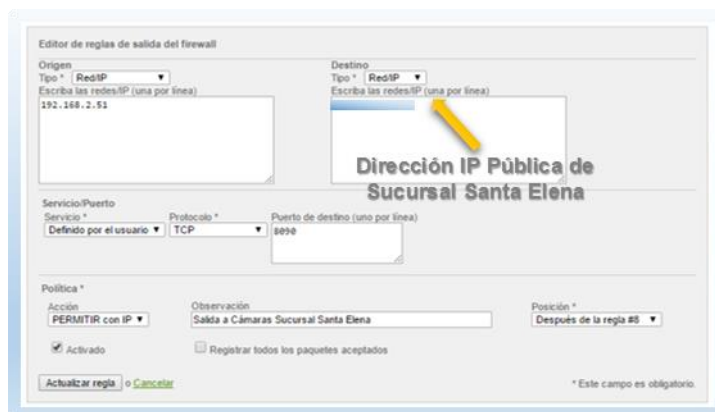 Editor de reglas de salida del firewall
Origen
Tipo * Red/IP
Escriba las redes/IP (una por línea)
192.168.2.51
Destino
Tipo * Red/IP
Escriba las redes/IP (una por línea)
Dirección IP Pública de
Sucursal Santa Elena
Servicio/Puerto
Servicio * Protocolo * Puerto de destino (uno por línea)
Definido por el usuario TCP 8090
Política *
Acción Observación Posición *
PERMITIR con IP Salida a Cámaras Sucursal Santa Elena Después de la regla #8
Activado Registrar todos los paquetes aceptados
Actualizar regla o Cancelar * Este campo es obligatorio.